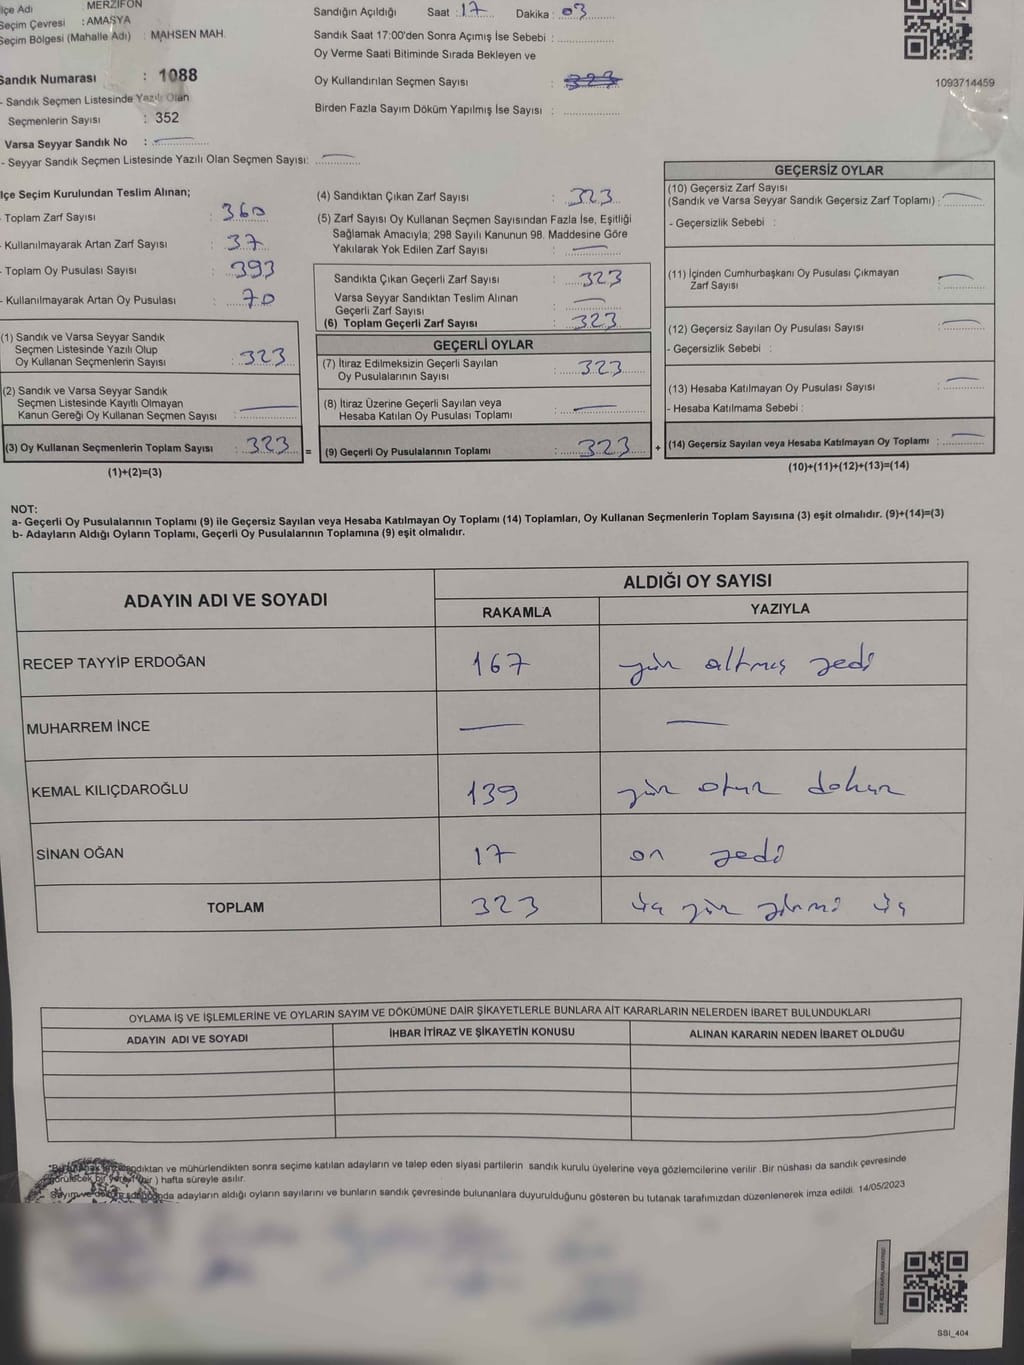 İlçe Adı : MERZİFON
Seçim Çevresi : AMASYA
Seçim Bölgesi (Mahalle Adı) : MAHSEN MAH.
Sandık Numarası : 1088
- Sandık Seçmen Listesinde Yazılı Olan
Seçmenlerin Sayısı : 352
Varsa Seyyar Sandık No :
- Seyyar Sandık Seçmen Listesinde Yazılı Olan Seçmen Sayısı:
Sandığın Açıldığı Saat : 17 Dakika : 03
Sandık Saat 17:00'den Sonra Açımış İse Sebebi :
Oy Verme Saati Bitiminde Sırada Bekleyen ve
Oy Kullandırılan Seçmen Sayısı : 323
Birden Fazla Sayım Döküm Yapılmış İse Sayısı :
1093714459
İlçe Seçim Kurulundan Teslim Alınan;
- Toplam Zarf Sayısı : 360
- Kullanılmayarak Artan Zarf Sayısı : 37
- Toplam Oy Pusulası Sayısı : 393
- Kullanılmayarak Artan Oy Pusulası : 70
(1) Sandık ve Varsa Seyyar Sandık
Seçmen Listesinde Yazılı Olup
Oy Kullanan Seçmenlerin Sayısı : 323
(2) Sandık ve Varsa Seyyar Sandık
Seçmen Listesinde Kayıtlı Olmayan
Kanun Gereği Oy Kullanan Seçmen Sayısı :
(3) Oy Kullanan Seçmenlerin Toplam Sayısı : 323 =
(1)+(2)=(3)
(4) Sandıktan Çıkan Zarf Sayısı : 323
(5) Zarf Sayısı Oy Kullanan Seçmen Sayısından Fazla İse, Eşitliği
Sağlamak Amacıyla; 298 Sayılı Kanunun 98. Maddesine Göre
Yakılarak Yok Edilen Zarf Sayısı :
Sandıkta Çıkan Geçerli Zarf Sayısı : 323
Varsa Seyyar Sandıktan Teslim Alınan
Geçerli Zarf Sayısı :
(6) Toplam Geçerli Zarf Sayısı : 323
GEÇERLİ OYLAR
(7) İtiraz Edilmeksizin Geçerli Sayılan
Oy Pusulalarının Sayısı : 323
(8) İtiraz Üzerine Geçerli Sayılan veya
Hesaba Katılan Oy Pusulası Toplamı :
(9) Geçerli Oy Pusulalarının Toplamı : 323 +
GEÇERSİZ OYLAR
(10) Geçersiz Zarf Sayısı
(Sandık ve Varsa Seyyar Sandık Geçersiz Zarf Toplamı) :
- Geçersizlik Sebebi :
(11) İçinden Cumhurbaşkanı Oy Pusulası Çıkmayan
Zarf Sayısı :
(12) Geçersiz Sayılan Oy Pusulası Sayısı :
- Geçersizlik Sebebi :
(13) Hesaba Katılmayan Oy Pusulası Sayısı :
- Hesaba Katılmama Sebebi :
(14) Geçersiz Sayılan veya Hesaba Katılmayan Oy Toplamı :
(10)+(11)+(12)+(13)=(14)
NOT:
a- Geçerli Oy Pusulalarının Toplamı (9) ile Geçersiz Sayılan veya Hesaba Katılmayan Oy Toplamı (14) Toplamları, Oy Kullanan Seçmenlerin Toplam Sayısına (3) eşit olmalıdır. (9)+(14)=(3)
b- Adayların Aldığı Oyların Toplamı, Geçerli Oy Pusulalarının Toplamına (9) eşit olmalıdır.
ADAYIN ADI VE SOYADI
ALDIĞI OY SAYISI
RAKAMLA YAZIYLA
RECEP TAYYİP ERDOĞAN 167 yüz altmış yedi
MUHARREM İNCE — —
KEMAL KILIÇDAROĞLU 139 yüz otuz dokuz
SİNAN OĞAN 17 on yedi
TOPLAM 323 üç yüz yirmi üç
OYLAMA İŞ VE İŞLEMLERİNE VE OYLARIN SAYIM VE DÖKÜMÜNE DAİR ŞİKAYETLERLE BUNLARA AİT KARARLARIN NELERDEN İBARET BULUNDUKLARI
ADAYIN ADI VE SOYADI İHBAR İTİRAZ VE ŞİKAYETİN KONUSU ALINAN KARARIN NEDEN İBARET OLDUĞU
ve mühürlendikten sonra seçime katılan adayların ve talep eden siyasi partilerin sandık kurulu üyelerine veya gözlemcilerine verilir .Bir nüshası da sandık çevresinde
) hafta süreyle asılır.
adayların aldığı oyların sayılarını ve bunların sandık çevresinde bulunanlara duyurulduğunu gösteren bu tutanak tarafımızdan düzenlenerek imza edildi. 14/05/2023
SSI_404